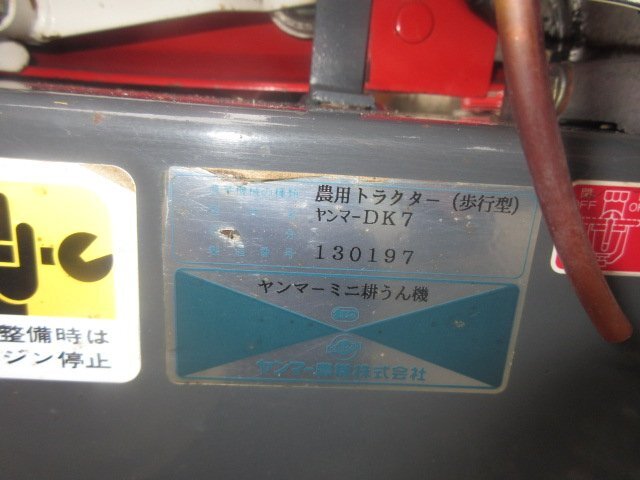 農用トラクター (歩行型)
ヤンマーDK7
130197
ヤンマーミニ耕うん機
ヤンマー農機株式会社
整備時は
ジン停止